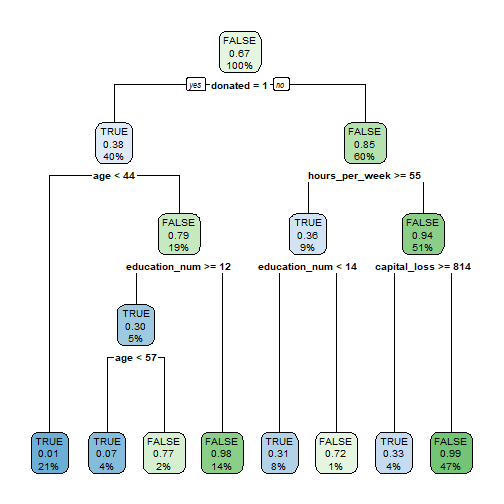 FALSE
0.67
100%
yes donated = 1 no
TRUE
0.38
40%
FALSE
0.85
60%
age < 44
hours_per_week >= 55
FALSE
0.79
19%
TRUE
0.36
9%
FALSE
0.94
51%
education_num >= 12
education_num < 14
capital_loss >= 814
TRUE
0.30
5%
age < 57
TRUE
0.01
21%
TRUE
0.07
4%
FALSE
0.77
2%
FALSE
0.98
14%
TRUE
0.31
8%
FALSE
0.72
1%
TRUE
0.33
4%
FALSE
0.99
47%